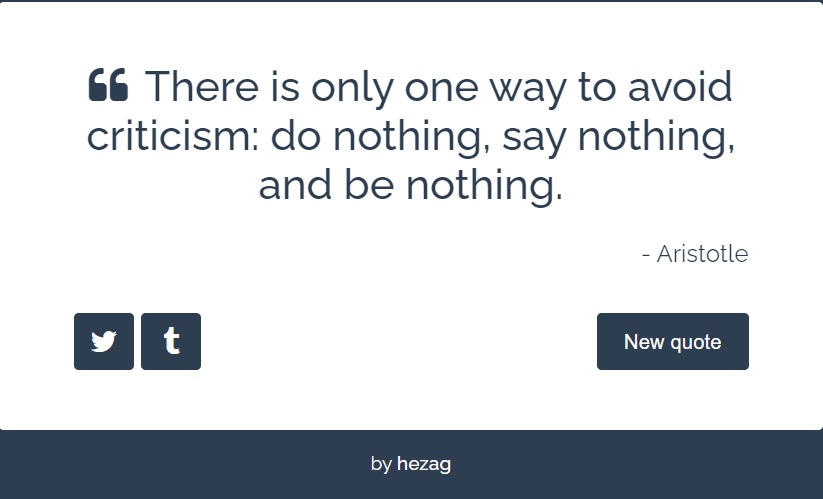 “ There is only one way to avoid
criticism: do nothing, say nothing,
and be nothing.
- Aristotle
New quote
by hezag